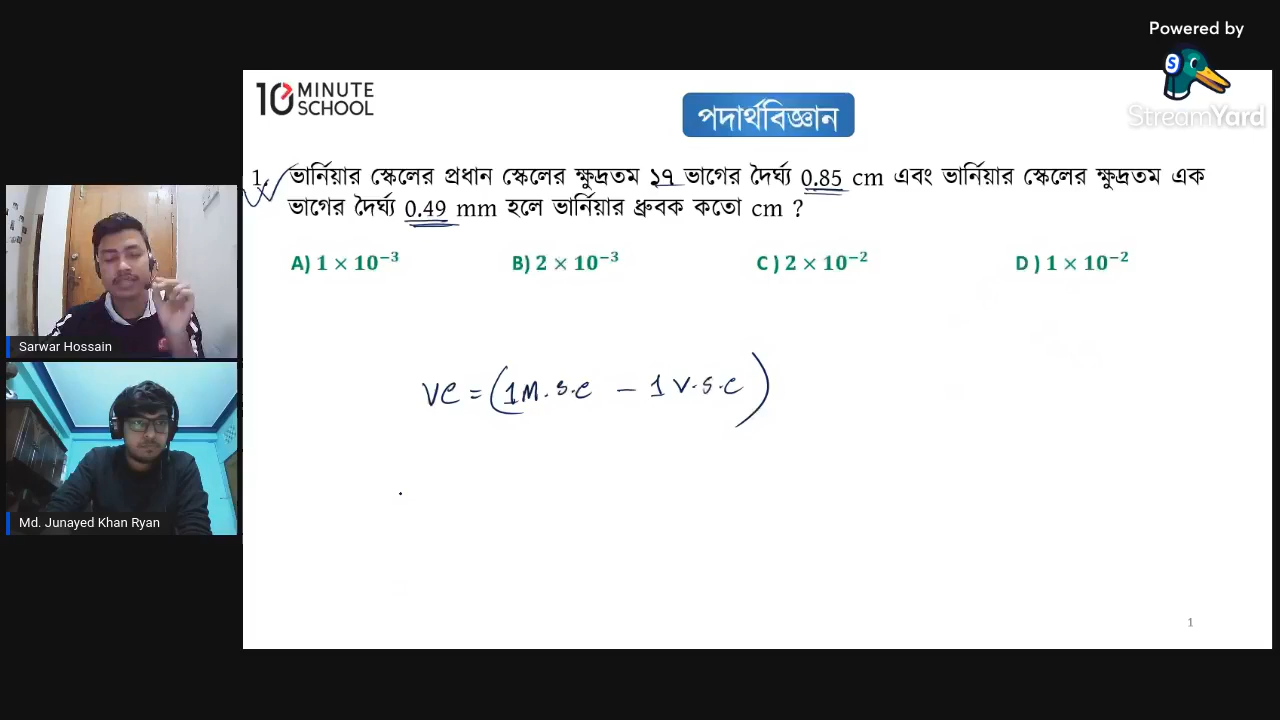 Powered by
S
StreamYard
10 MINUTE
SCHOOL
পদার্থবিজ্ঞান
1. ভার্নিয়ার স্কেলের প্রধান স্কেলের ক্ষুদ্রতম ১৭ ভাগের দৈর্ঘ্য 0.85 cm এবং ভার্নিয়ার স্কেলের ক্ষুদ্রতম এক
ভাগের দৈর্ঘ্য 0.49 mm হলে ভার্নিয়ার ধ্রুবক কতো cm ?
A) 1 × 10⁻³ B) 2 × 10⁻³ C ) 2 × 10⁻² D ) 1 × 10⁻²
VC = (1 M.S.C – 1 V.S.C)
Sarwar Hossain
Md. Junayed Khan Ryan
1